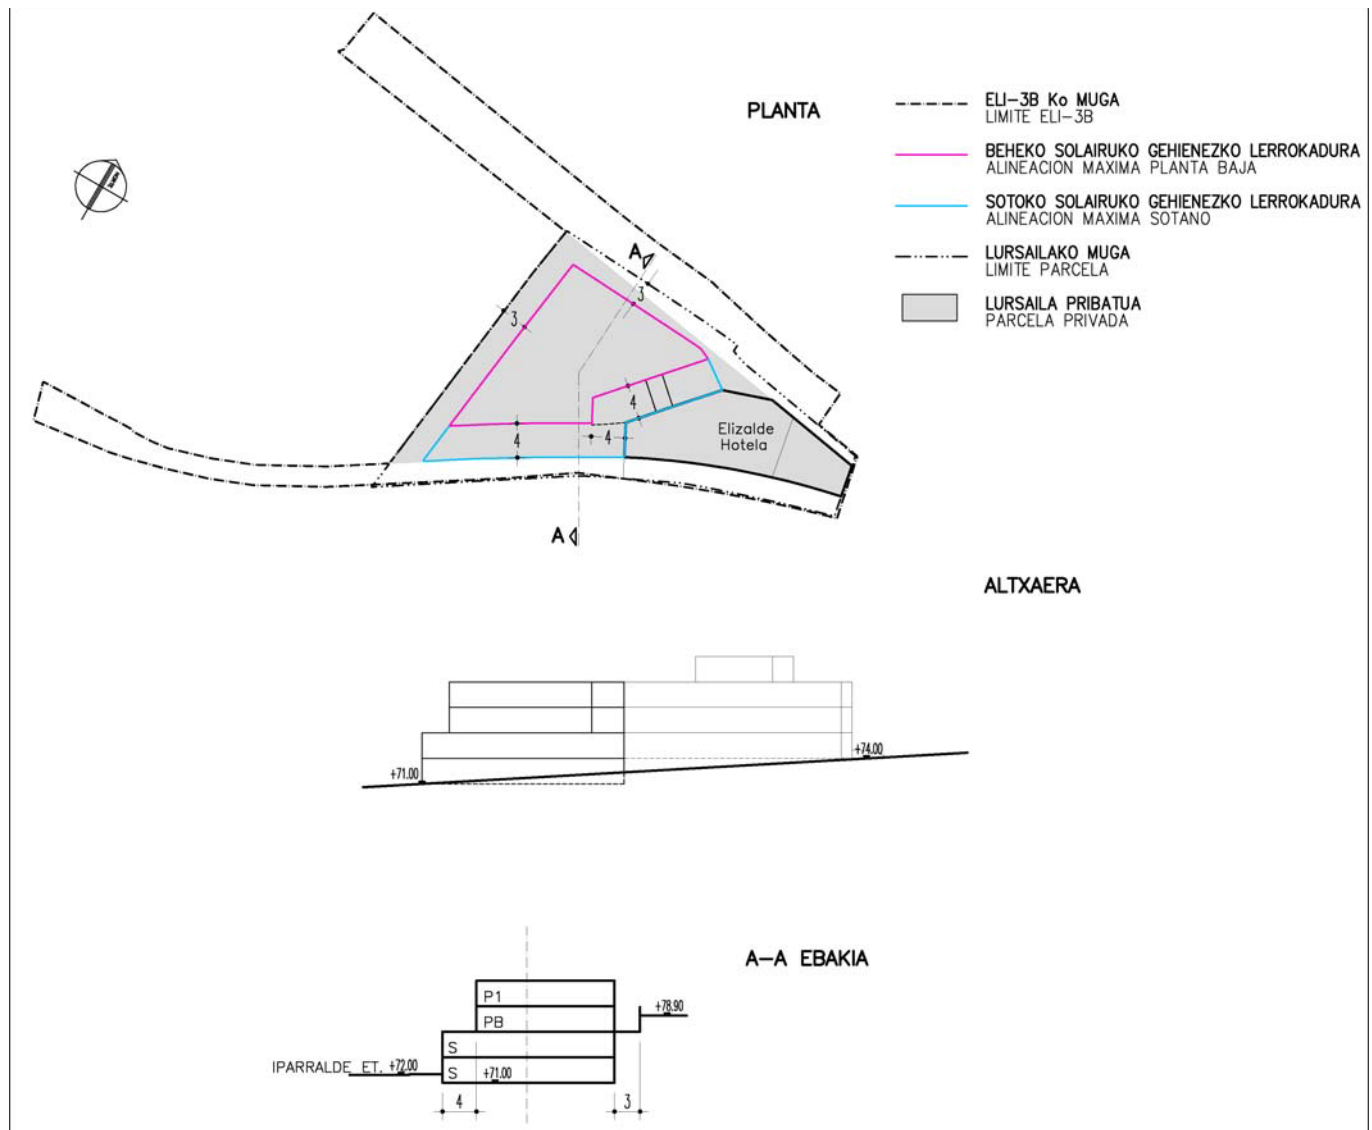 PLANTA
ELI-3B Ko MUGA
LIMITE ELI-3B
BEHEKO SOLAIRUKO GEHIENEZKO LERROKADURA
ALINEACION MAXIMA PLANTA BAJA
SOTOKO SOLAIRUKO GEHIENEZKO LERROKADURA
ALINEACION MAXIMA SOTANO
LURSAILAKO MUGA
LIMITE PARCELA
LURSAILA PRIBATUA
PARCELA PRIVADA
A
3
3
4
4
4
Elizalde
Hotela
A
ALTXAERA
+71.00
+74.00
A-A EBAKIA
P1
PB
S
S
+78.90
IPARRALDE ET. +72.00
+71.00
4
3